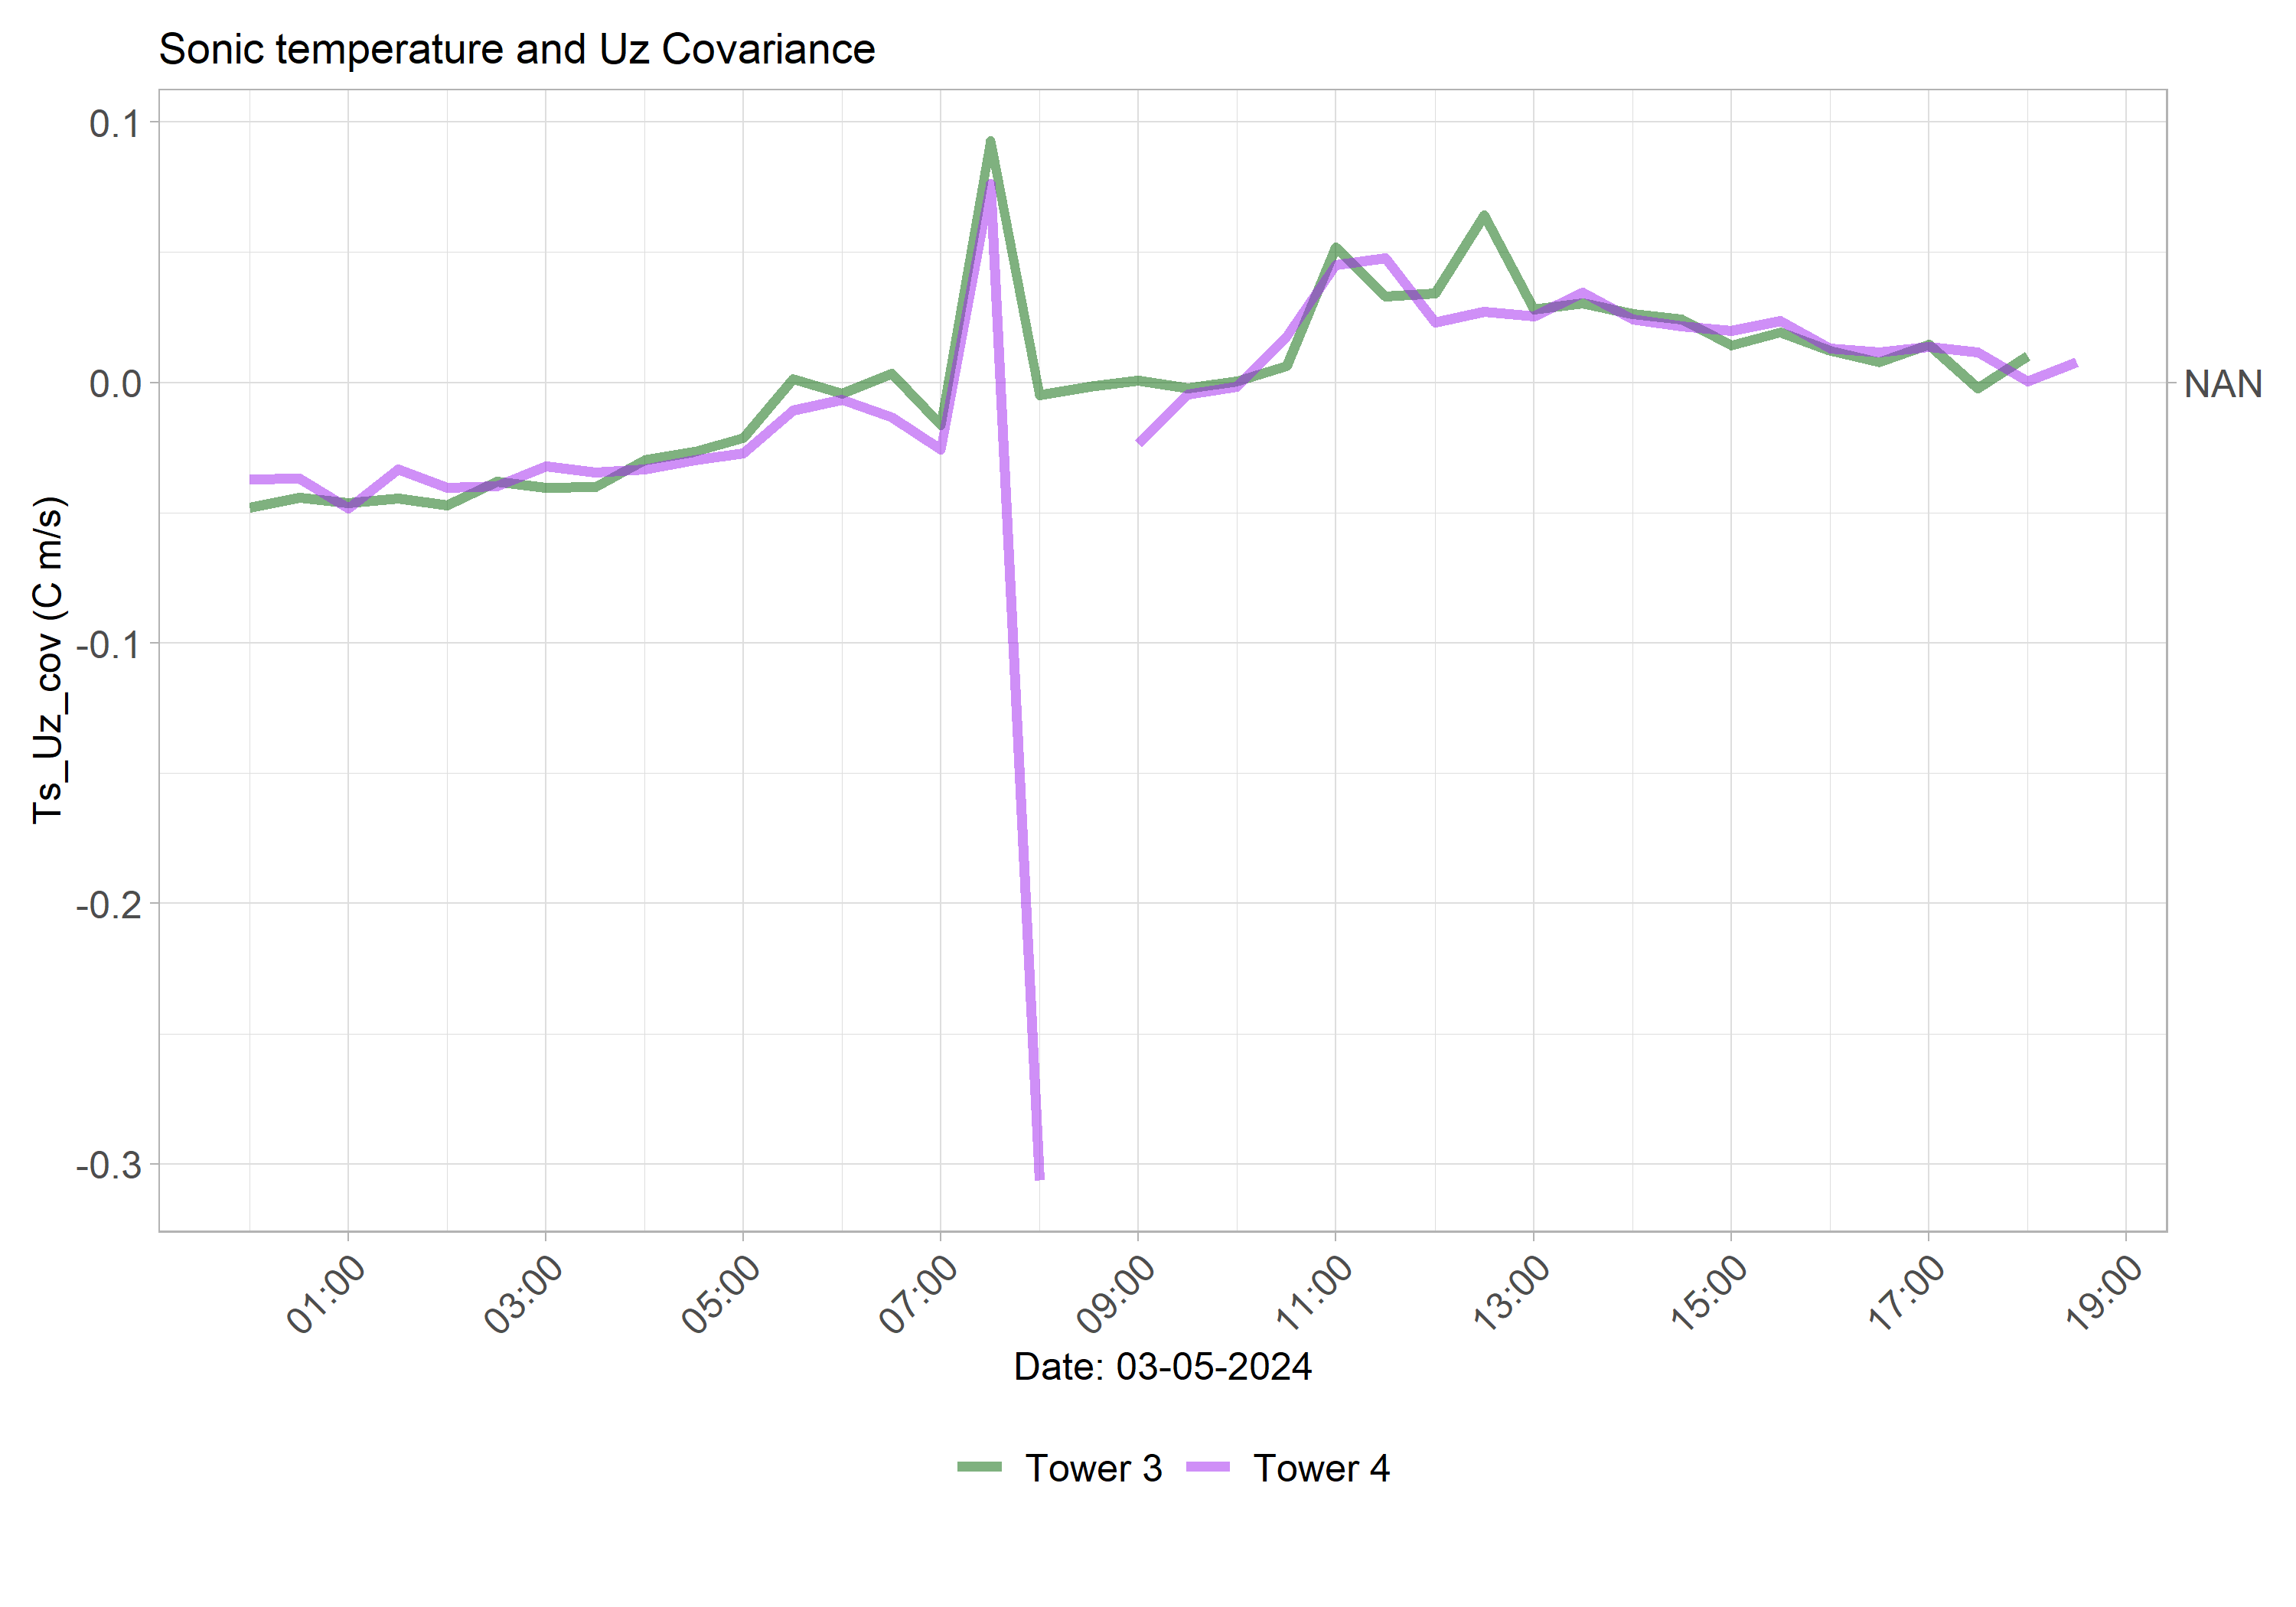 Sonic temperature and Uz Covariance
Ts_Uz_cov (C m/s)
0.1
0.0
-0.1
-0.2
-0.3
NAN
01:00 03:00 05:00 07:00 09:00 11:00 13:00 15:00 17:00 19:00
Date: 03-05-2024
Tower 3 Tower 4